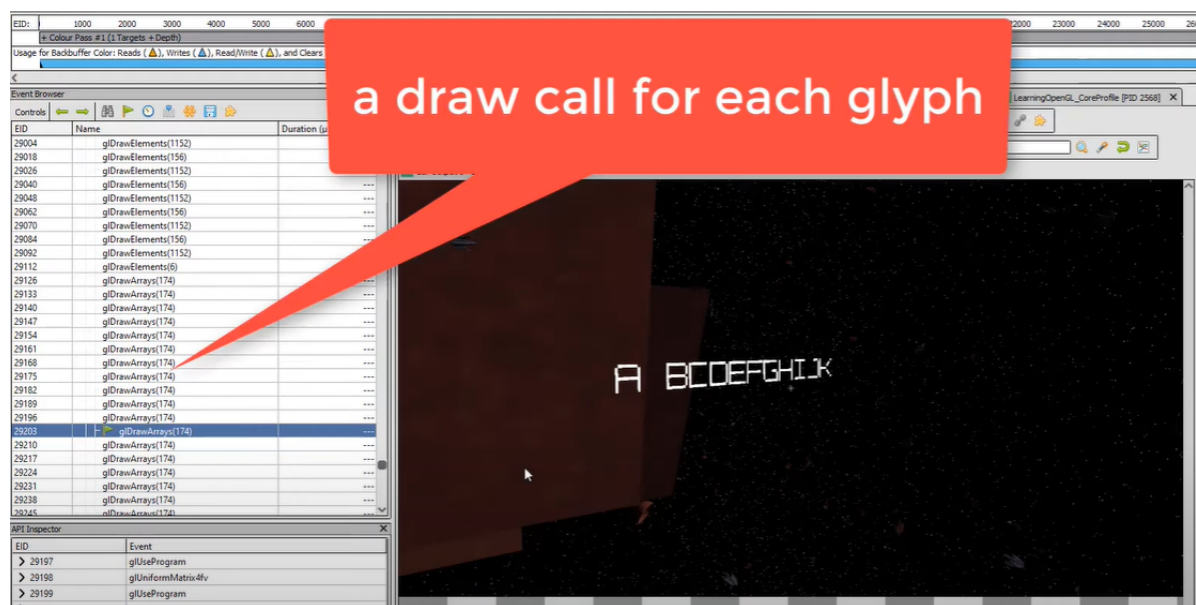 EID: 1000 2000 3000 4000 5000 6000 22000 23000 24000 25000
+ Colour Pass #1 (1 Targets + Depth)
Usage for Backbuffer Color: Reads ( ), Writes ( ), Read/Write ( ), and Clears
a draw call for each glyph
LearningOpenGL_CoreProfile [PID 2568] X
Event Browser
Controls
EID Name Duration (µ
29004 glDrawElements(1152)
29018 glDrawElements(156)
29026 glDrawElements(1152)
29040 glDrawElements(156) ---
29048 glDrawElements(1152) ---
29062 glDrawElements(156) ---
29070 glDrawElements(1152) ---
29084 glDrawElements(156) ---
29092 glDrawElements(1152) ---
29112 glDrawElements(6) ---
29126 glDrawArrays(174) ---
29133 glDrawArrays(174) ---
29140 glDrawArrays(174) ---
29147 glDrawArrays(174) ---
29154 glDrawArrays(174) ---
29161 glDrawArrays(174) ---
29168 glDrawArrays(174) ---
29175 glDrawArrays(174) ---
29182 glDrawArrays(174) ---
29189 glDrawArrays(174) ---
29196 glDrawArrays(174) ---
29203 glDrawArrays(174) ---
29210 glDrawArrays(174) ---
29217 glDrawArrays(174) ---
29224 glDrawArrays(174) ---
29231 glDrawArrays(174) ---
29238 glDrawArrays(174) ---
29245 glDrawArrays(174) ---
A BCDEFGHIJK
API Inspector X
EID Event
> 29197 glUseProgram
> 29198 glUniformMatrix4fv
> 29199 glUseProgram